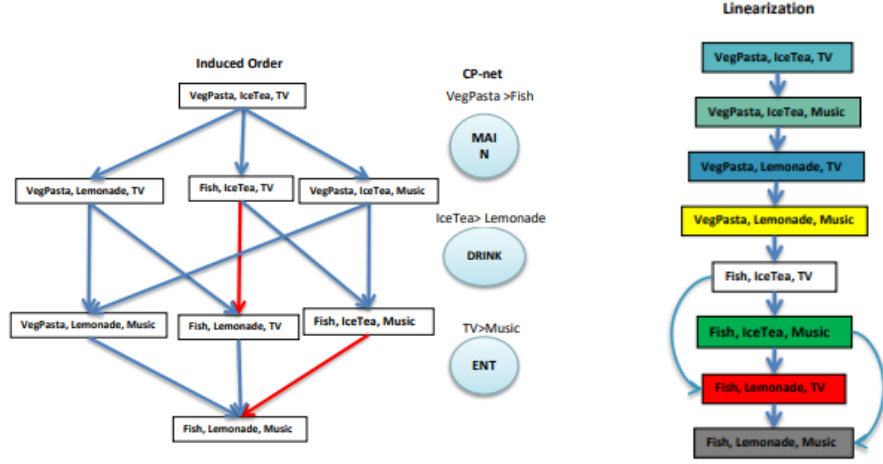 Linearization
Induced Order
CP-net
VegPasta >Fish
VegPasta, IceTea, TV
MAI
N
VegPasta, Lemonade, TV
Fish, IceTea, TV
VegPasta, IceTea, Music
IceTea> Lemonade
DRINK
VegPasta, Lemonade, Music
Fish, Lemonade, TV
Fish, IceTea, Music
TV>Music
ENT
Fish, Lemonade, Music
VegPasta, IceTea, TV
VegPasta, IceTea, Music
VegPasta, Lemonade, TV
VegPasta, Lemonade, Music
Fish, IceTea, TV
Fish, IceTea, Music
Fish, Lemonade, TV
Fish, Lemonade, Music